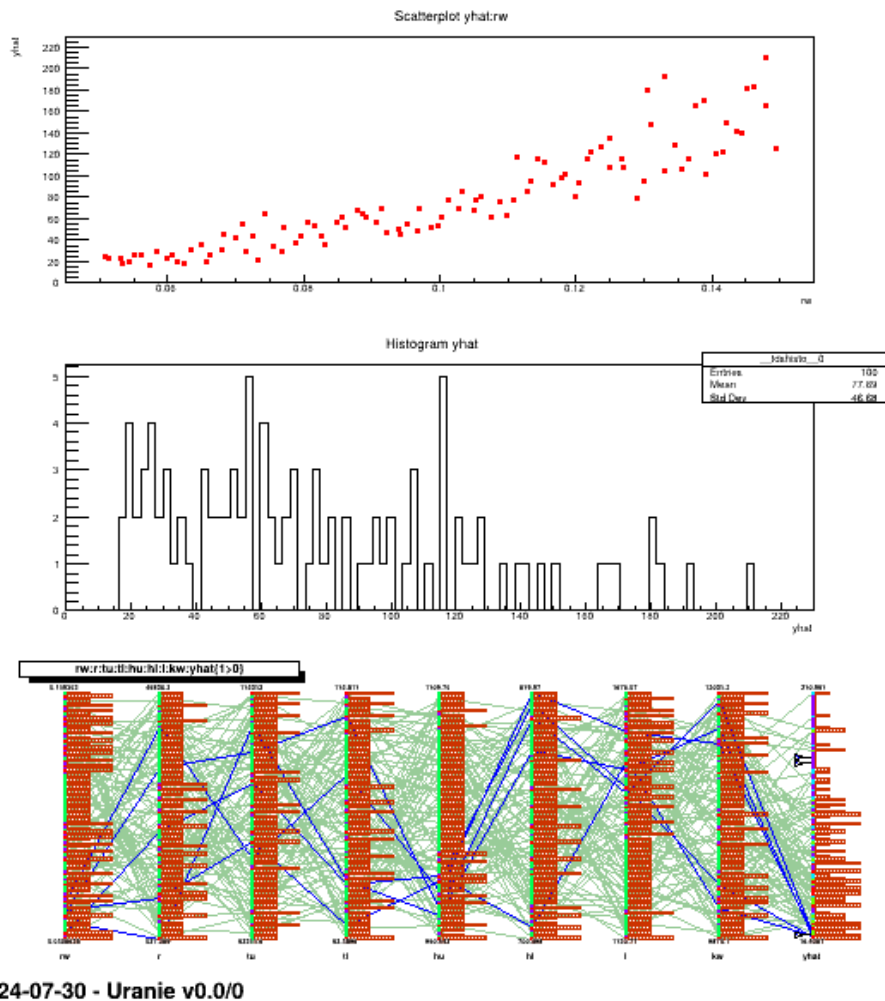 Scatterplot yhat:rw
yhat
220
200
180
160
140
120
100
80
60
40
20
0
0.06
0.08
0.1
0.12
0.14
rw
Histogram yhat
__tdshisto__0
Entries 100
Mean 77.89
Std Dev 46.68
5
4
3
2
1
0
0 20 40 60 80 100 120 140 160 180 200 220
yhat
rw:r:tu:tl:hu:hl:l:kw:yhat{1>0}
rw r tu tl hu hl l kw yhat
24-07-30 - Uranie v0.0/0